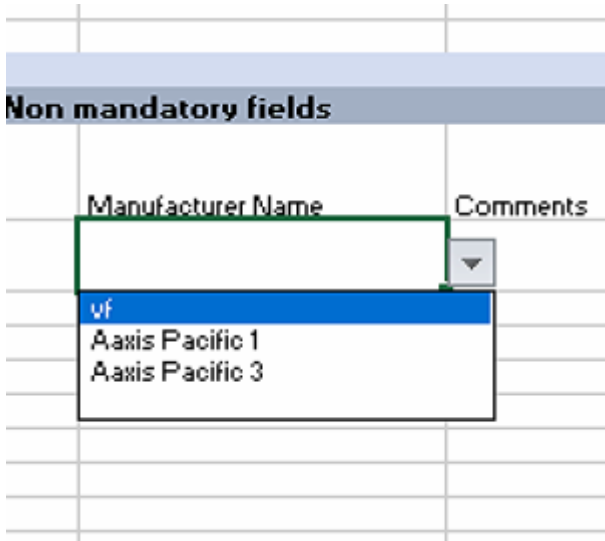 Non mandatory fields
Manufacturer Name Comments
vf
Aaxis Pacific 1
Aaxis Pacific 3